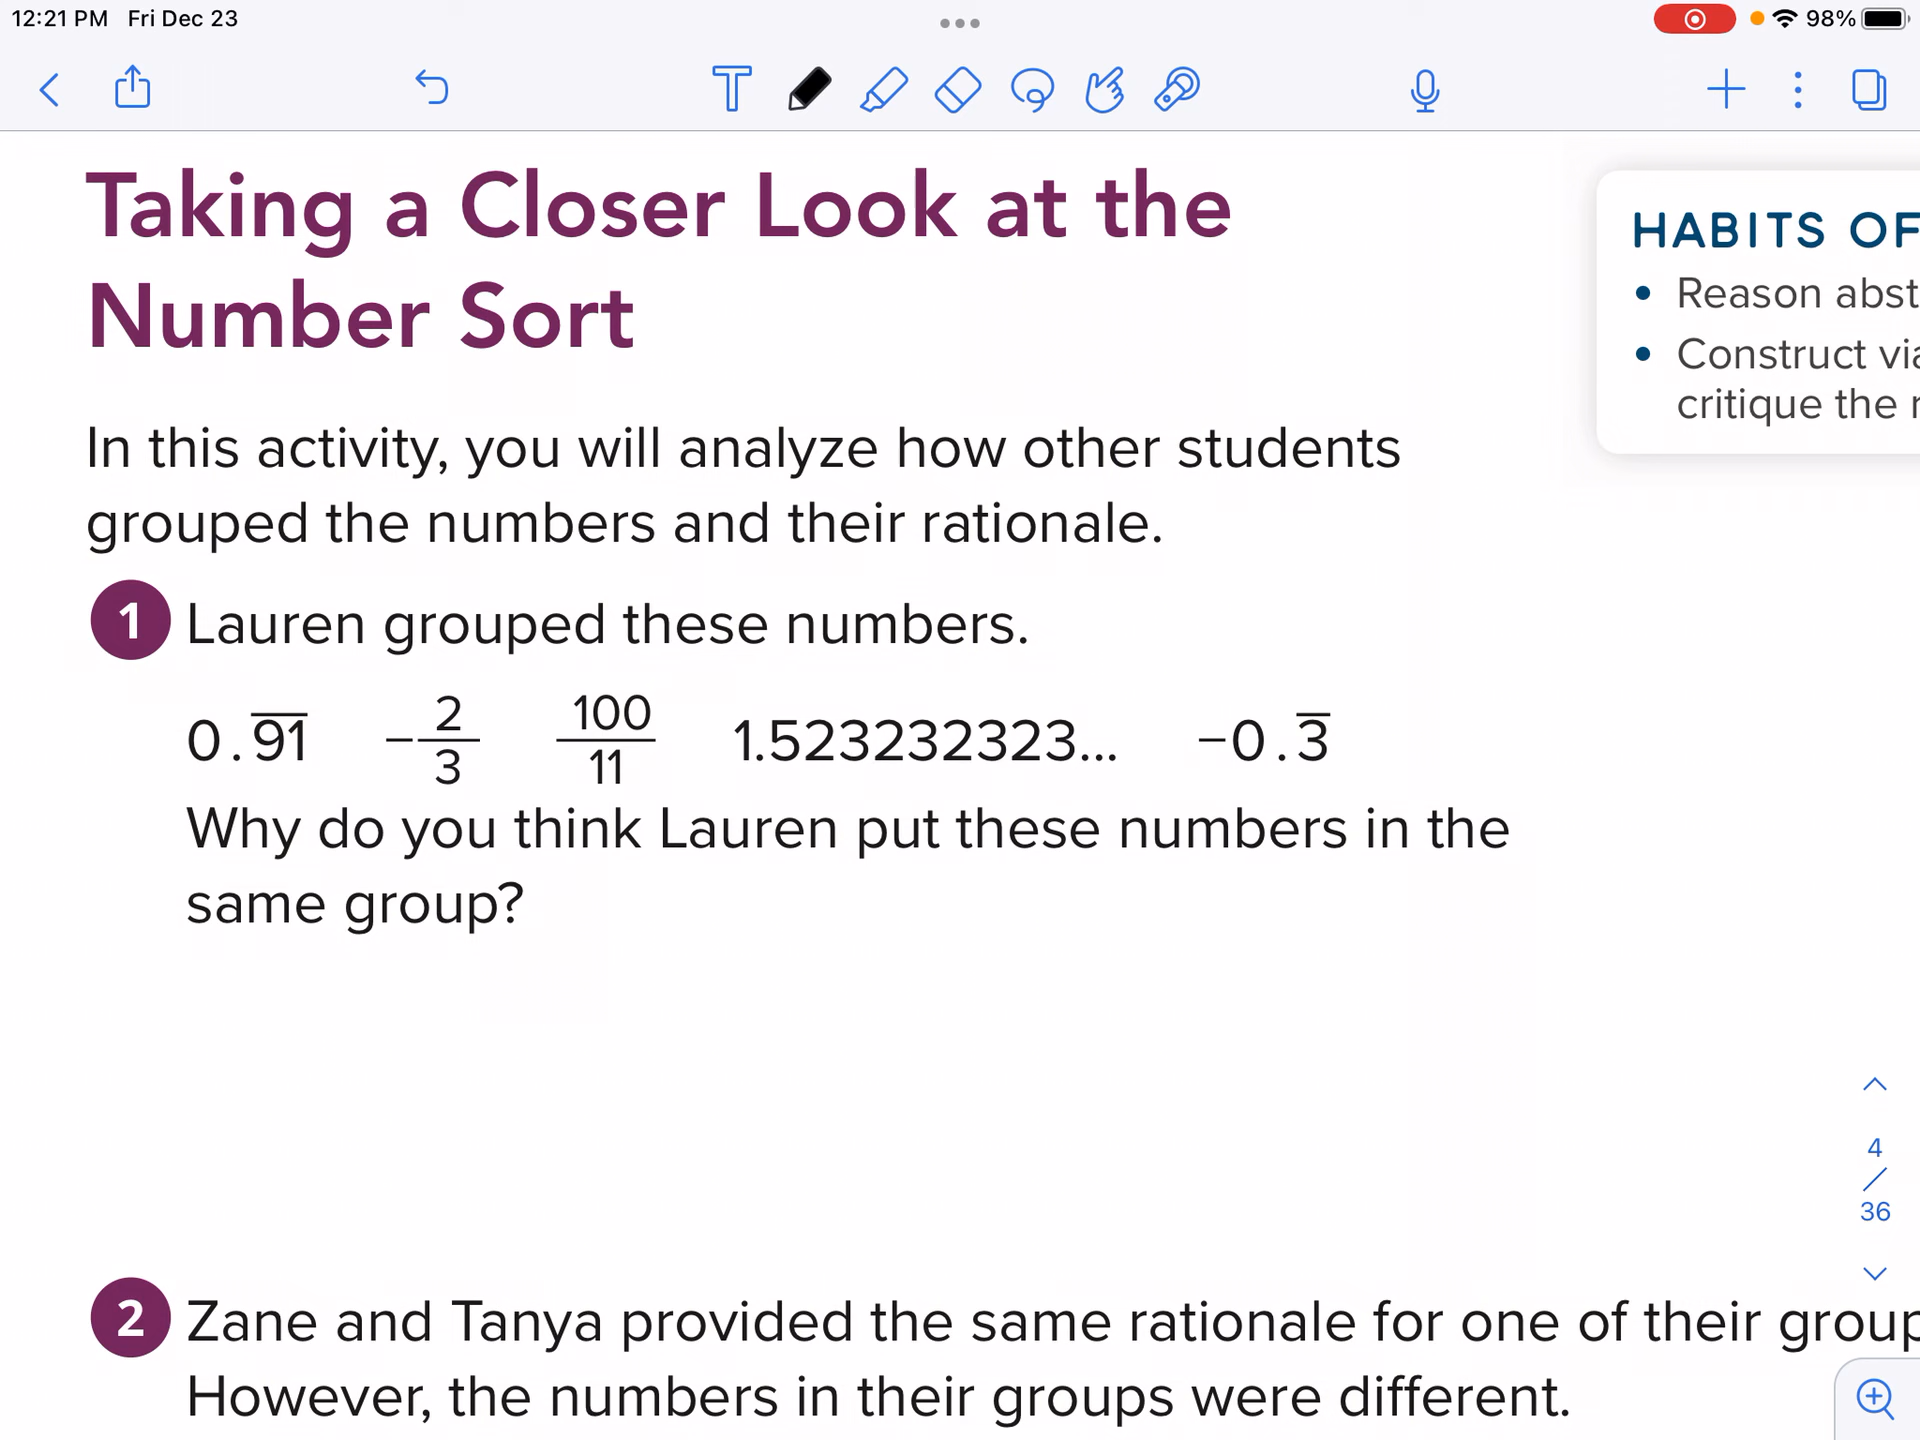 12:21 PM Fri Dec 23
98%
Taking a Closer Look at the
Number Sort
HABITS OF
• Reason abst
• Construct via
critique the r
In this activity, you will analyze how other students
grouped the numbers and their rationale.
1 Lauren grouped these numbers.
0.9̅1̅ −2/3 100/11 1.523232323... −0.3̅
Why do you think Lauren put these numbers in the
same group?
4
/
36
2 Zane and Tanya provided the same rationale for one of their group
However, the numbers in their groups were different.